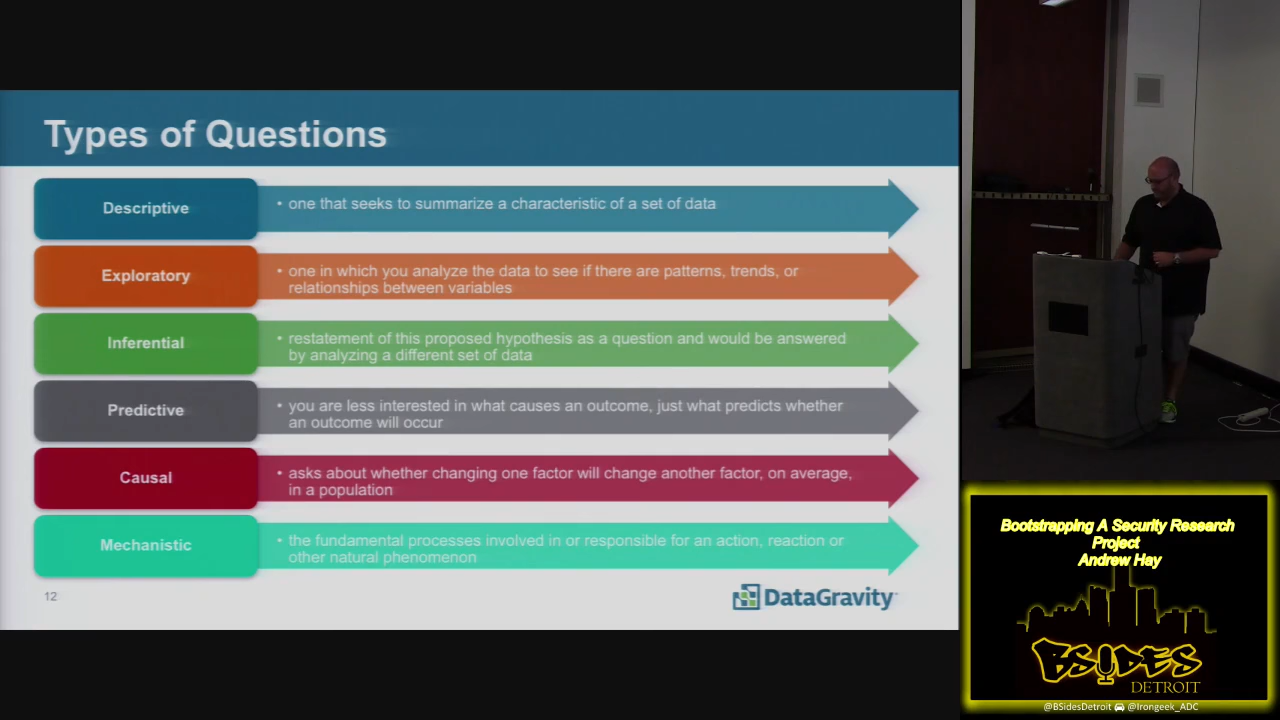 Types of Questions
Descriptive
• one that seeks to summarize a characteristic of a set of data
Exploratory
• one in which you analyze the data to see if there are patterns, trends, or
relationships between variables
Inferential
• restatement of this proposed hypothesis as a question and would be answered
by analyzing a different set of data
Predictive
• you are less interested in what causes an outcome, just what predicts whether
an outcome will occur
Causal
• asks about whether changing one factor will change another factor, on average,
in a population
Mechanistic
• the fundamental processes involved in or responsible for an action, reaction or
other natural phenomenon
12
DataGravity
Bootstrapping A Security Research
Project
Andrew Hay
BSIDES
DETROIT
@BSidesDetroit @Irongeek_ADC